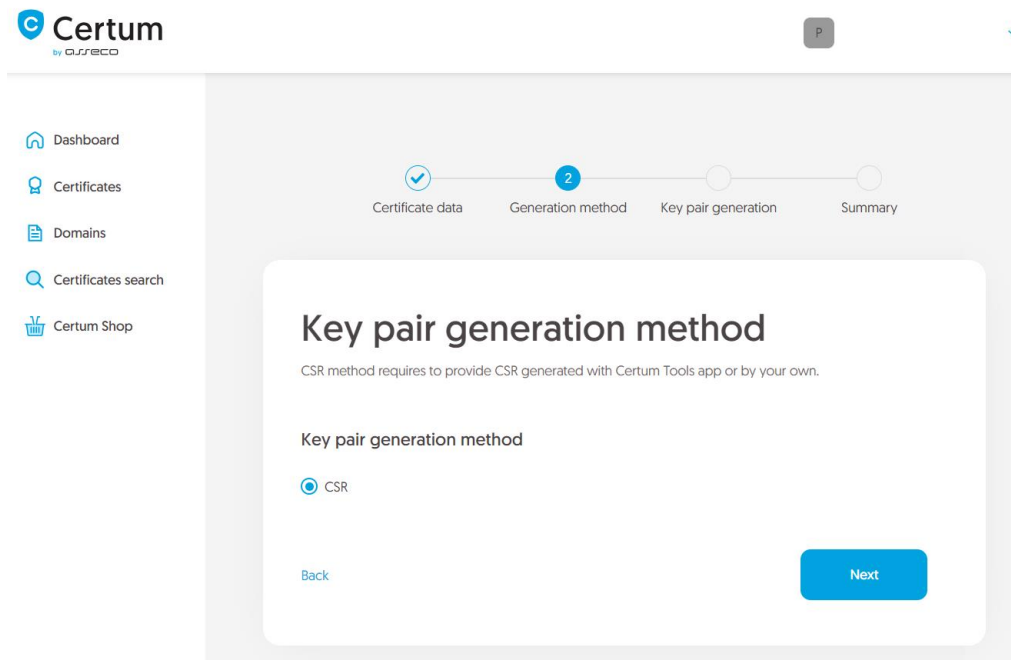 Certum
by asseco
P
Dashboard
Certificates
Domains
Certificates search
Certum Shop
2
Certificate data
Generation method
Key pair generation
Summary
Key pair generation method
CSR method requires to provide CSR generated with Certum Tools app or by your own.
Key pair generation method
CSR
Back
Next